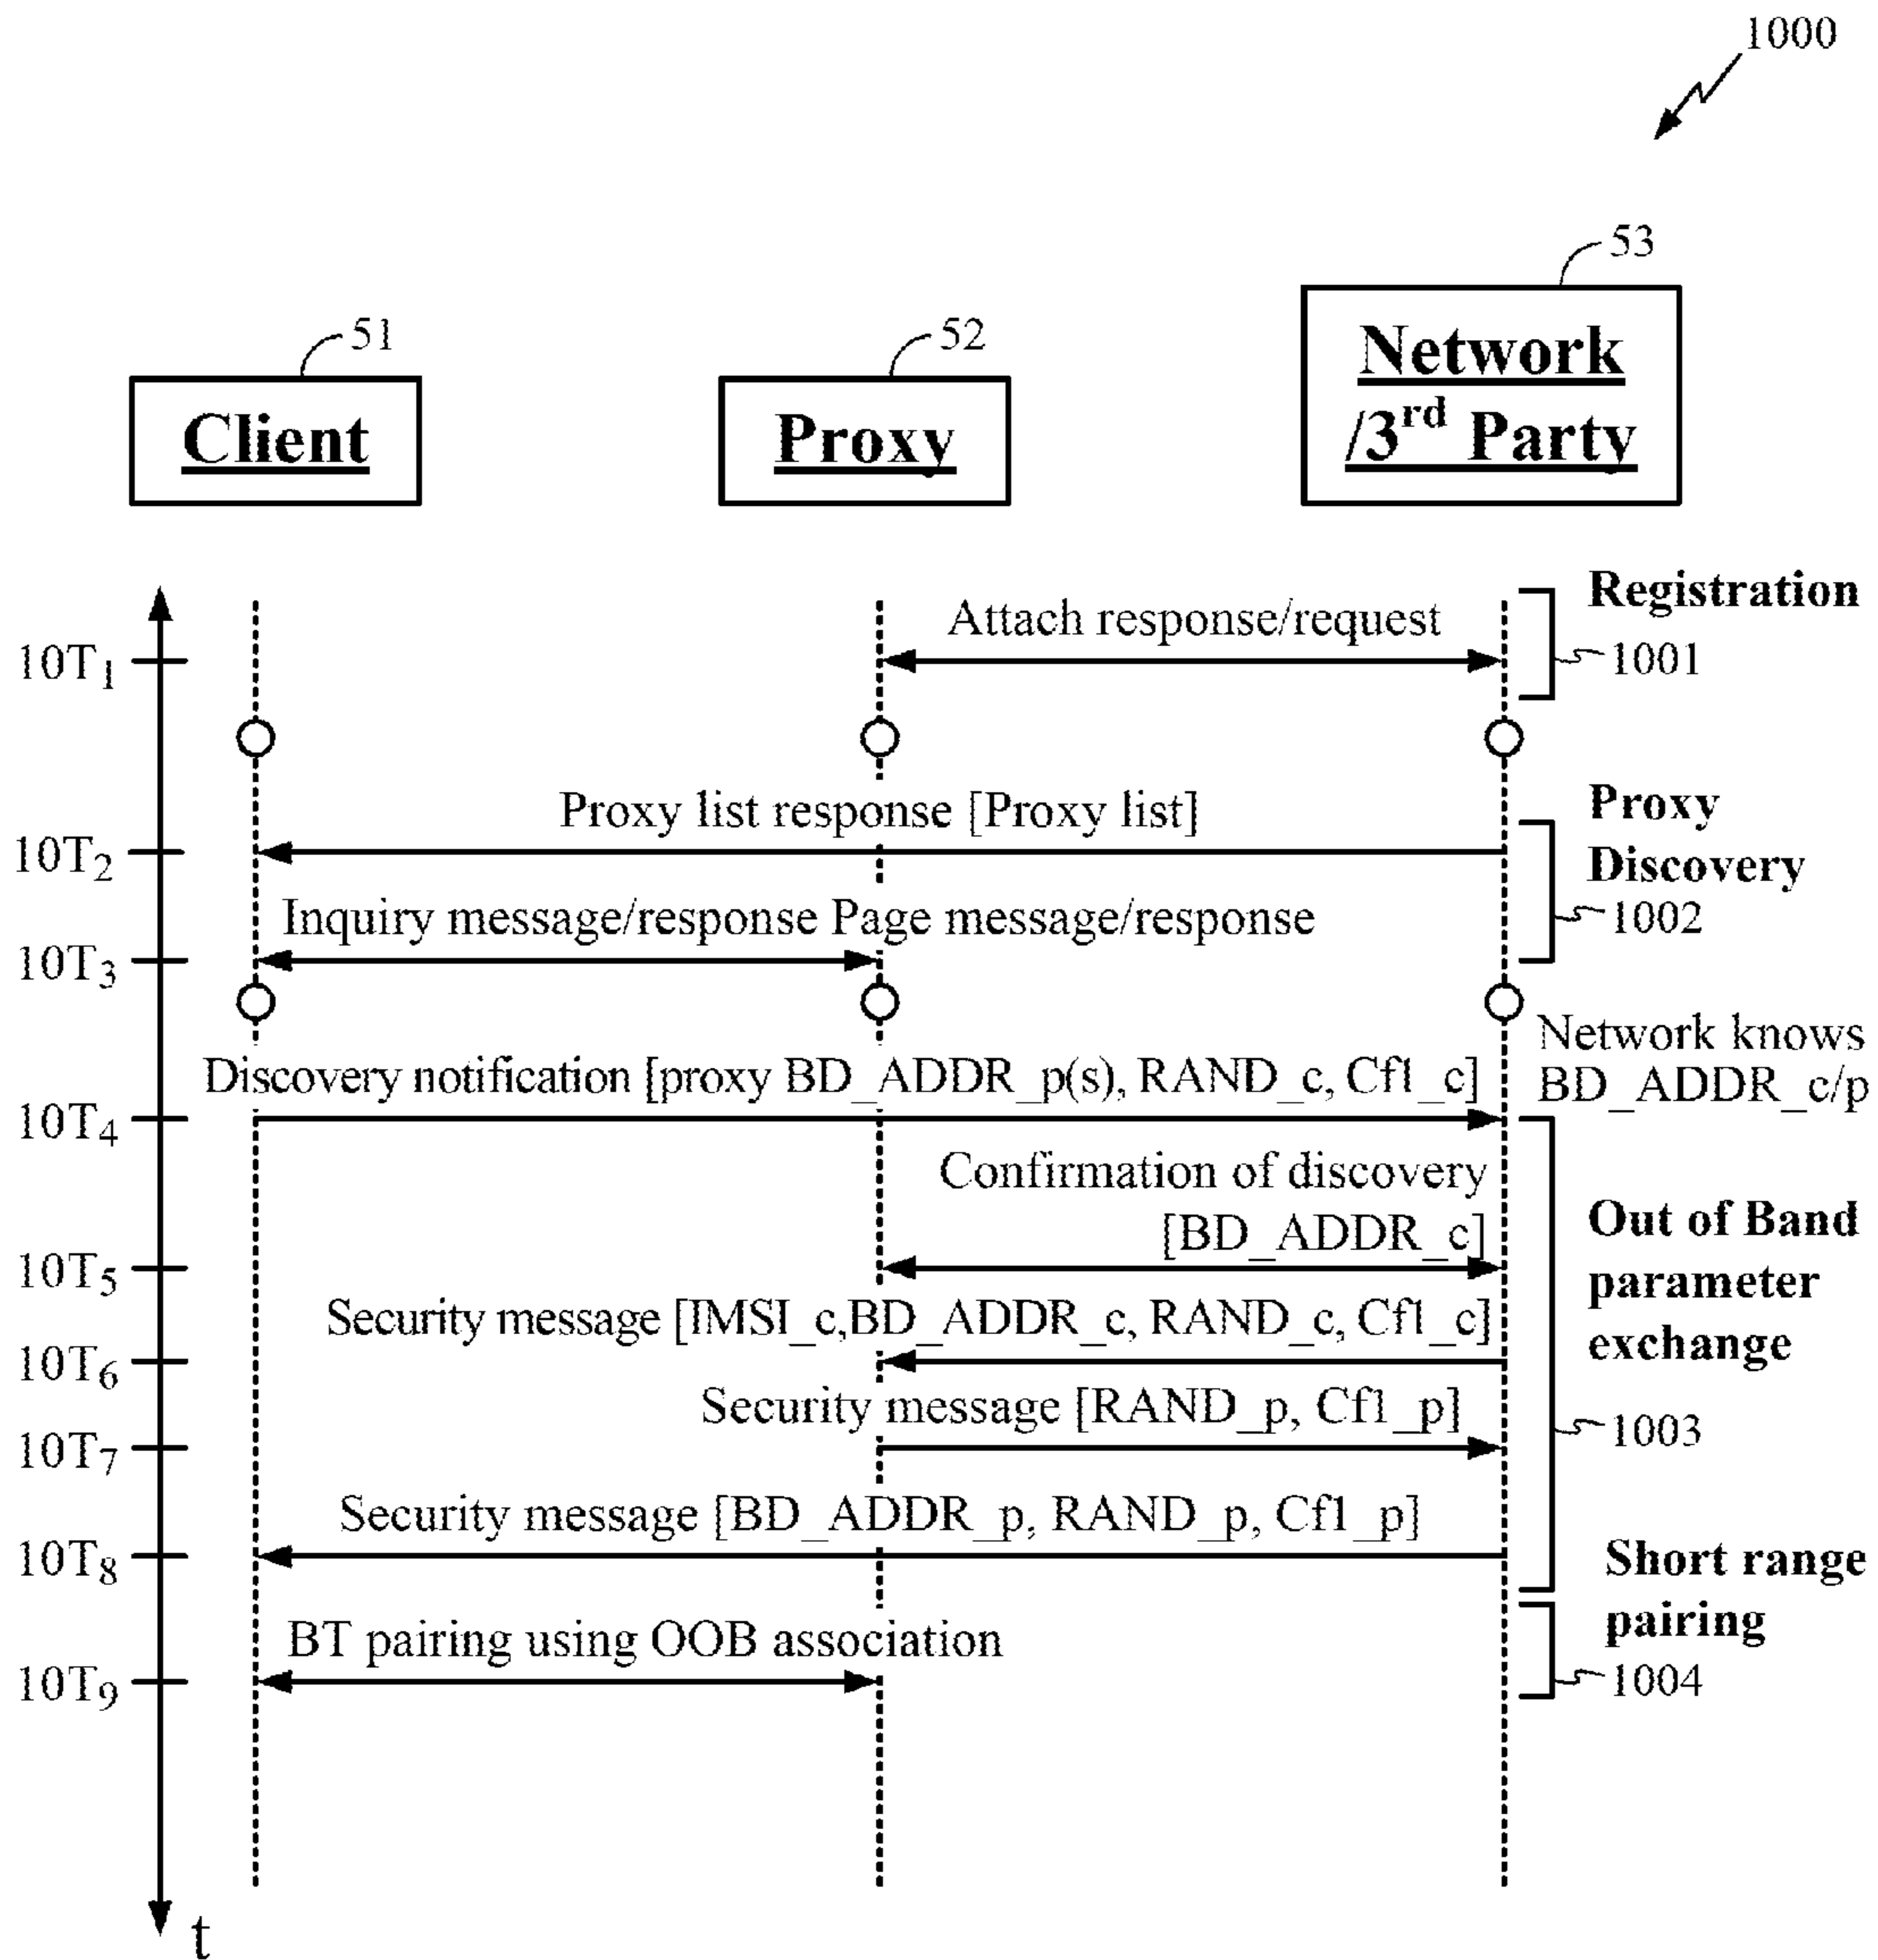 1000
53
51
52
Network
/3rd Party
Client
Proxy
Registration
Attach response/request
10T1
1001
Proxy
Discovery
Proxy list response [Proxy list]
10T2
1002
Inquiry message/response Page message/response
10T3
Network knows
BD_ADDR_c/p
Discovery notification [proxy BD_ADDR_p(s), RAND_c, Cf1_c]
10T4
Confirmation of discovery
[BD_ADDR_c]
10T5
Out of Band
parameter
exchange
Security message [IMSI_c,BD_ADDR_c, RAND_c, Cf1_c]
10T6
Security message [RAND_p, Cf1_p]
1003
10T7
Security message [BD_ADDR_p, RAND_p, Cf1_p]
10T8
Short range
pairing
BT pairing using OOB association
10T9
1004
t